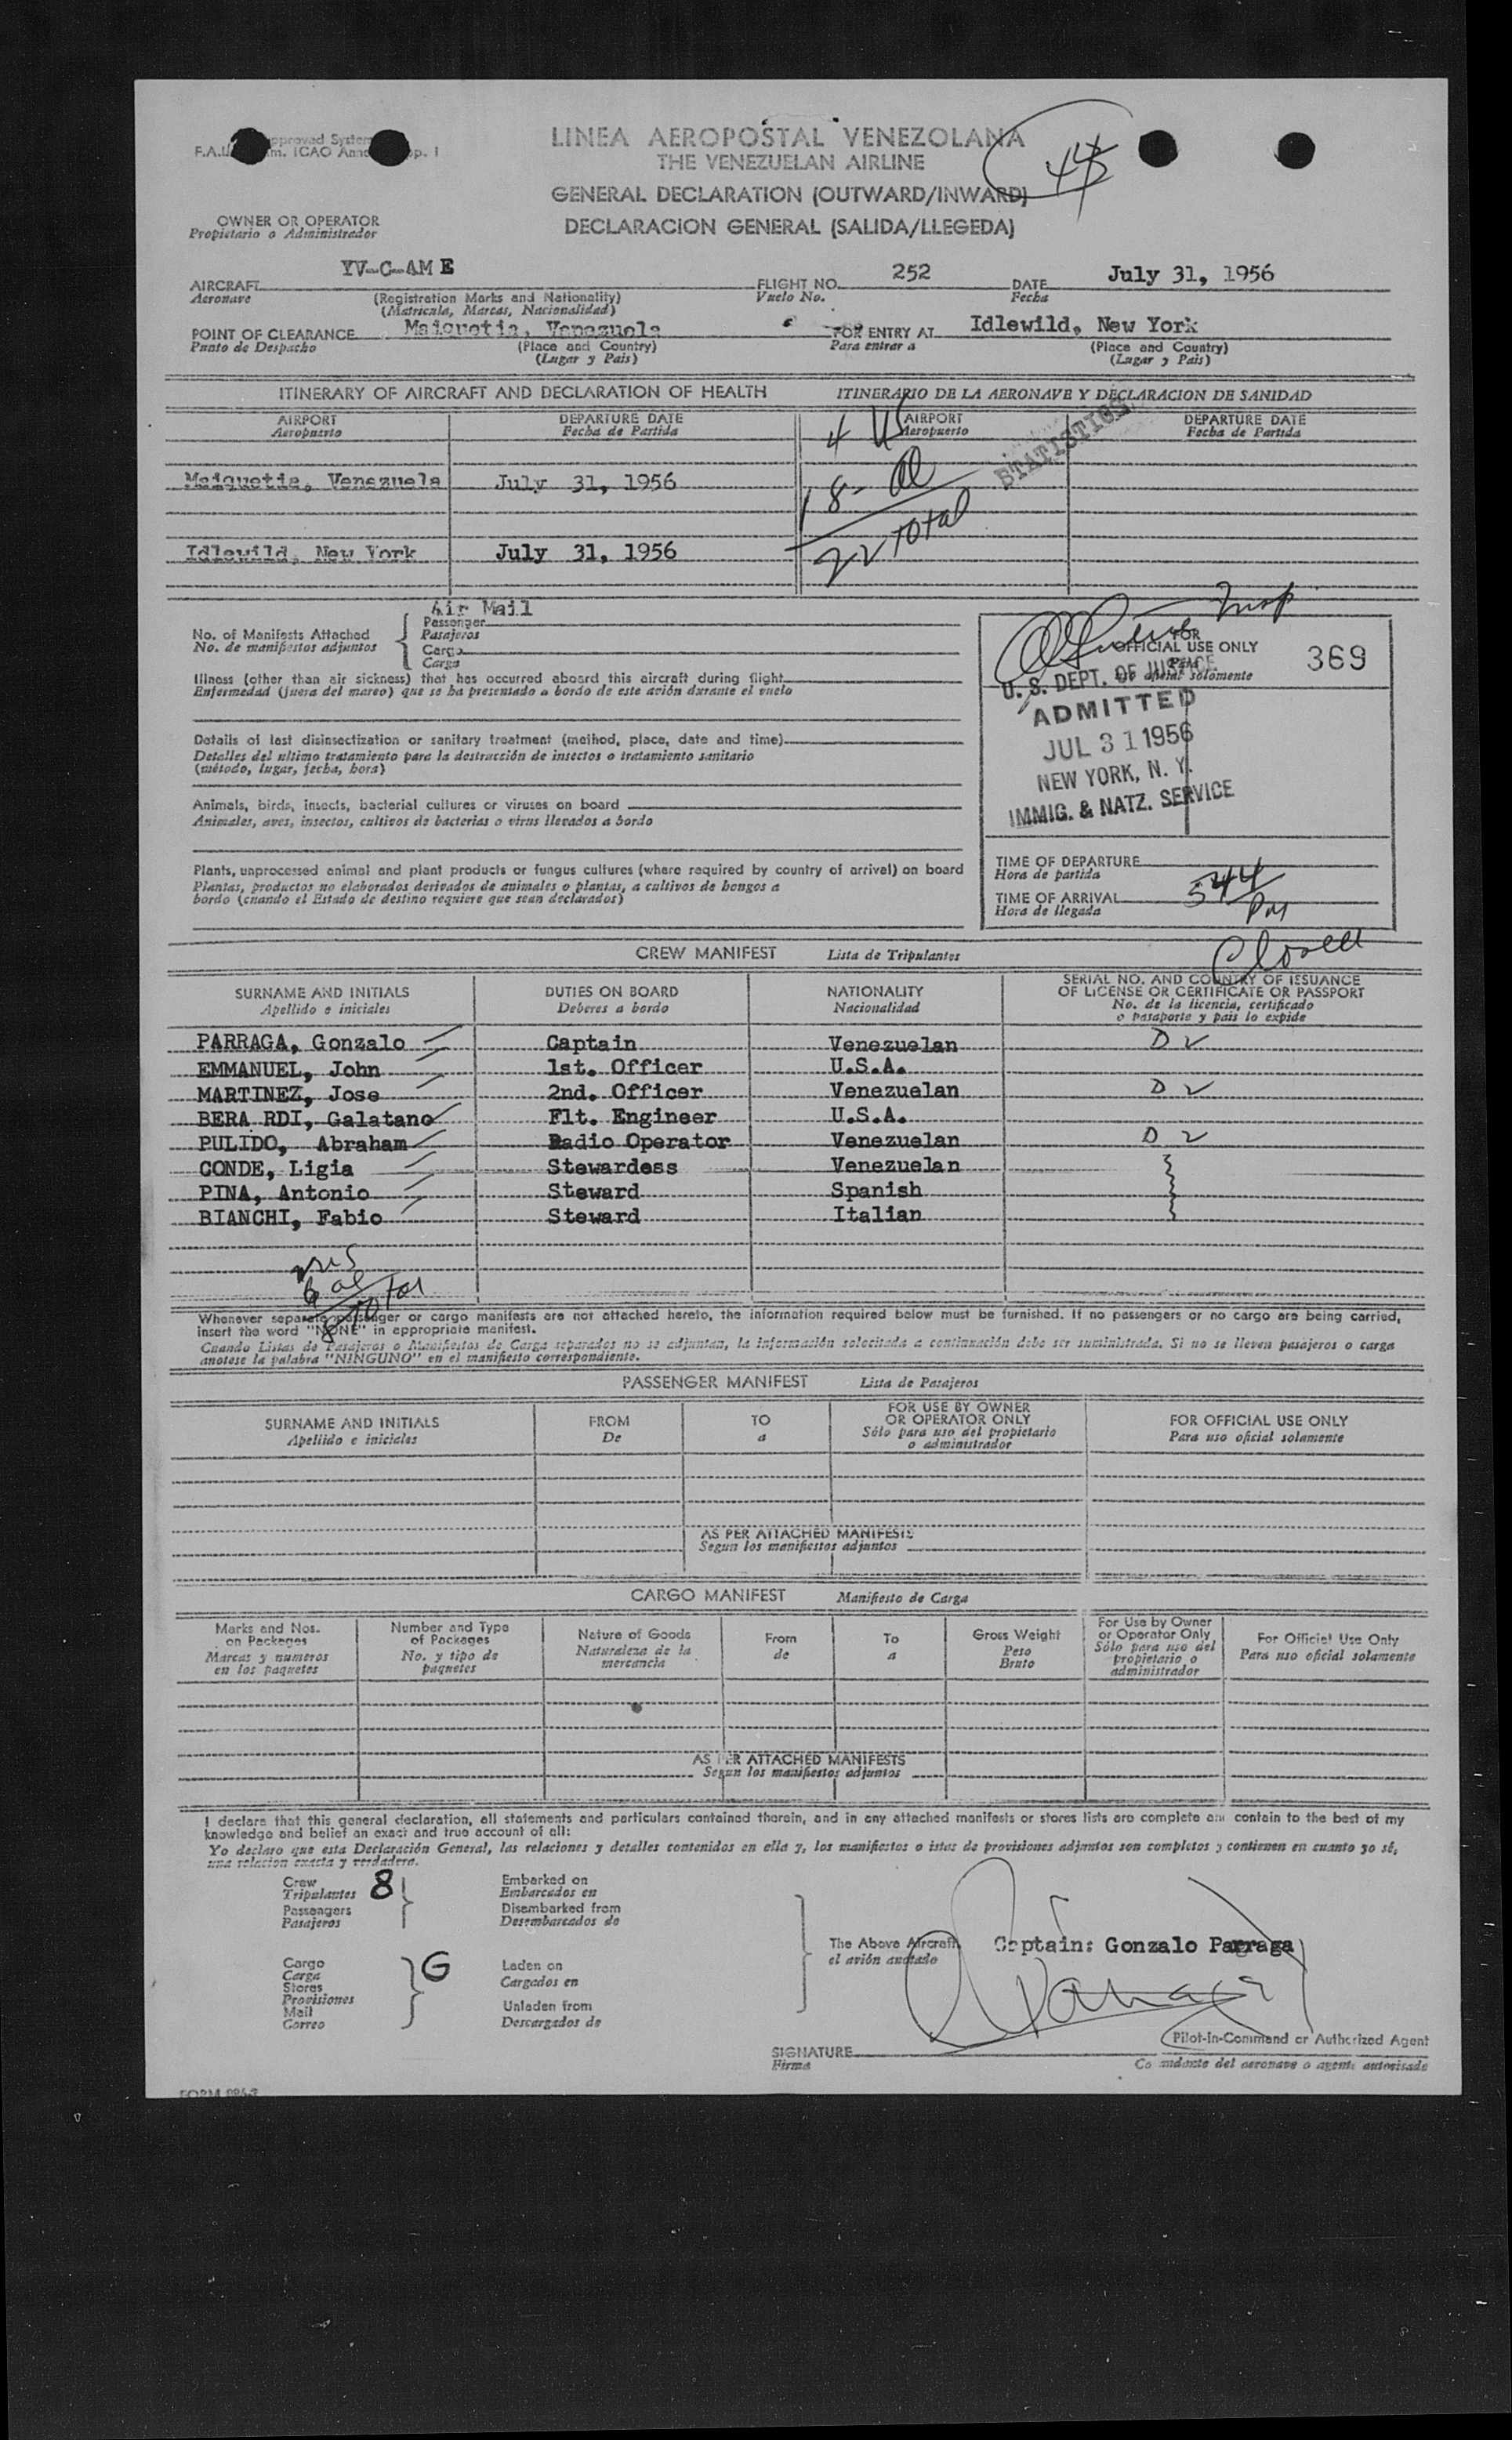 LINEA AEROPOSTAL VENEZOLANA
THE VENEZUELAN AIRLINE
GENERAL DECLARATION (OUTWARD/INWARD)
DECLARACION GENERAL (SALIDA/LLEGEDA)
OWNER OR OPERATOR
Propietario o Administrador
AIRCRAFT YV-C-AME FLIGHT NO. 252 DATE July 31, 1956
Aeronave (Registration Marks and Nationality) Vuelo No. Fecha
(Matricula, Marcas, Nacionalidad)
POINT OF CLEARANCE Maiquetia, Venezuela FOR ENTRY AT Idlewild, New York
Punto de Despacho (Place and Country) Para entrar a (Place and Country)
(Lugar y Pais) (Lugar y Pais)
ITINERARY OF AIRCRAFT AND DECLARATION OF HEALTH ITINERARIO DE LA AERONAVE Y DECLARACION DE SANIDAD
AIRPORT DEPARTURE DATE AIRPORT DEPARTURE DATE
Aeropuerto Fecha de Partida Aeropuerto Fecha de Partida
4 US
STATISTICS
Maiquetia, Venezuela July 31, 1956
18- al
22 total
Idlewild, New York July 31, 1956
Air Mail
No. of Manifests Attached Passenger
No. de manifiestos adjuntos Pasajeros
Cargo
Carga
FOR
OFFICIAL USE ONLY 369
U. S. DEPT. OF JUSTICE
ADMITTED
JUL 31 1956
NEW YORK, N. Y.
IMMIG. & NATZ. SERVICE
Illness (other than air sickness) that has occurred aboard this aircraft during flight
Enfermedad (fuera del mareo) que se ha presentado a bordo de este avión durante el vuelo
Details of last disinsectization or sanitary treatment (method, place, date and time)
Detalles del ultimo tratamiento para la destrucción de insectos o tratamiento sanitario
(método, lugar, fecha, hora)
Animals, birds, insects, bacterial cultures or viruses on board
Animales, aves, insectos, cultivos de bacterias o virus llevados a bordo
Plants, unprocessed animal and plant products or fungus cultures (where required by country of arrival) on board
Plantas, productos no elaborados derivados de animales o plantas, a cultivos de hongos a
bordo (cuando el Estado de destino requiere que sean declarados)
TIME OF DEPARTURE
Hora de partida
TIME OF ARRIVAL 544 PM
Hora de llegada
CREW MANIFEST Lista de Tripulantes
SURNAME AND INITIALS DUTIES ON BOARD NATIONALITY SERIAL NO. AND COUNTRY OF ISSUANCE
Apellido e iniciales Deberes a bordo Nacionalidad OF LICENSE OR CERTIFICATE OR PASSPORT
No. de la licencia, certificado
o pasaporte y pais lo expide
PARRAGA, Gonzalo Captain Venezuelan D 2
EMMANUEL, John 1st. Officer U.S.A.
MARTINEZ, Jose 2nd. Officer Venezuelan D 2
BERA RDI, Galatano Flt. Engineer U.S.A.
PULIDO, Abraham Radio Operator Venezuelan D 2
CONDE, Ligia Stewardess Venezuelan
PINA, Antonio Steward Spanish
BIANCHI, Fabio Steward Italian
2 US
6 al
8 total
Whenever separate passenger or cargo manifests are not attached hereto, the information required below must be furnished. If no passengers or no cargo are being carried,
insert the word "NONE" in appropriate manifest.
Cuando Listas de Pasajeros o Manifiestos de Carga separados no se adjuntan, la información solecitada a continuación debe ser suministrada. Si no se lleven pasajeros o carga
anotese la palabra "NINGUNO" en el manifiesto correspondiente.
PASSENGER MANIFEST Lista de Pasajeros
SURNAME AND INITIALS FROM TO FOR USE BY OWNER OR OPERATOR ONLY FOR OFFICIAL USE ONLY
Apellido e iniciales De a Sólo para uso del propietario o administrador Para uso oficial solamente
AS PER ATTACHED MANIFESTS
Segun los manifiestos adjuntos
CARGO MANIFEST Manifiesto de Carga
Marks and Nos. on Packages Number and Type of Packages Nature of Goods From To Gross Weight For Use by Owner or Operator Only For Official Use Only
Marcas y numeros en los paquetes No. y tipo de paquetes Naturaleza de la mercancia de a Peso Bruto Sólo para uso del propietario o administrador Para uso oficial solamente
AS PER ATTACHED MANIFESTS
Segun los manifiestos adjuntos
I declare that this general declaration, all statements and particulars contained therein, and in any attached manifests or stores lists are complete and contain to the best of my
knowledge and belief an exact and true account of all:
Yo declaro que esta Declaración General, las relaciones y detalles contenidos en ella y, los manifiestos o istas de provisiones adjuntos son completos y contienen en cuanto yo sé,
una relacion exacta y verdadera.
Crew Embarked on
Tripulantes 8 Embarcados en
Passengers Disembarked from
Pasajeros Desembarcados de
The Above Aircraft Captain: Gonzalo Parraga
el avión anotado
Cargo G Laden on
Carga Cargados en
Stores
Provisiones
Mail Unladen from
Correo Descargados de
Pilot-in-Command or Authorized Agent
SIGNATURE
Firma Comandante del aeronave o agente autorisado